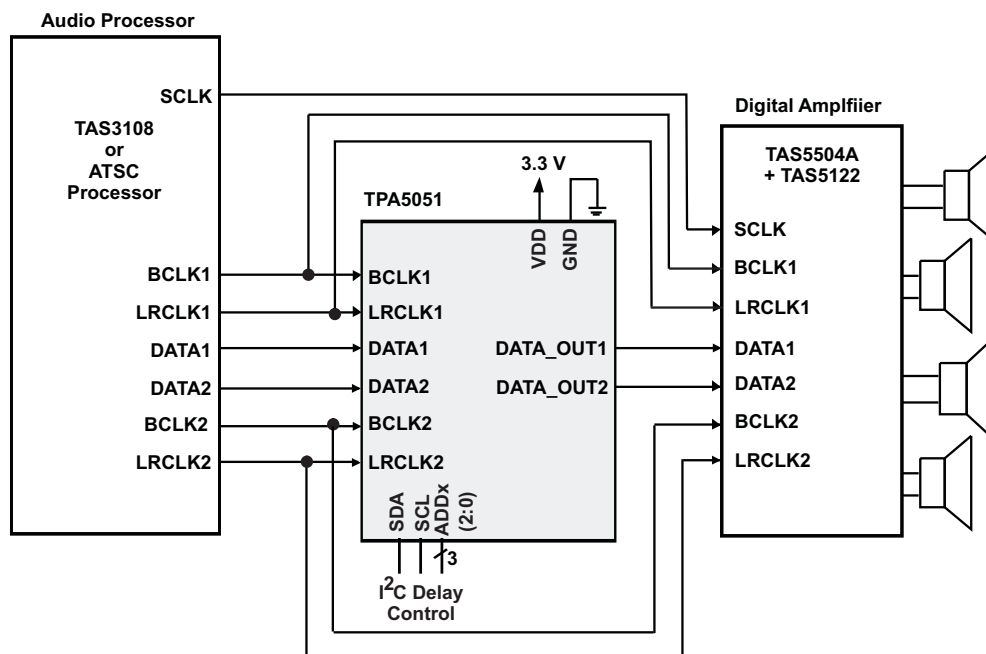 Audio Processor
SCLK
TAS3108
or
ATSC
Processor
BCLK1
LRCLK1
DATA1
DATA2
BCLK2
LRCLK2
3.3 V
TPA5051
VDD
GND
BCLK1
LRCLK1
DATA1
DATA2
BCLK2
LRCLK2
DATA_OUT1
DATA_OUT2
SDA
SCL
ADDx
(2:0)
3
I2C Delay
Control
Digital Amplfiier
TAS5504A
+ TAS5122
SCLK
BCLK1
LRCLK1
DATA1
DATA2
BCLK2
LRCLK2